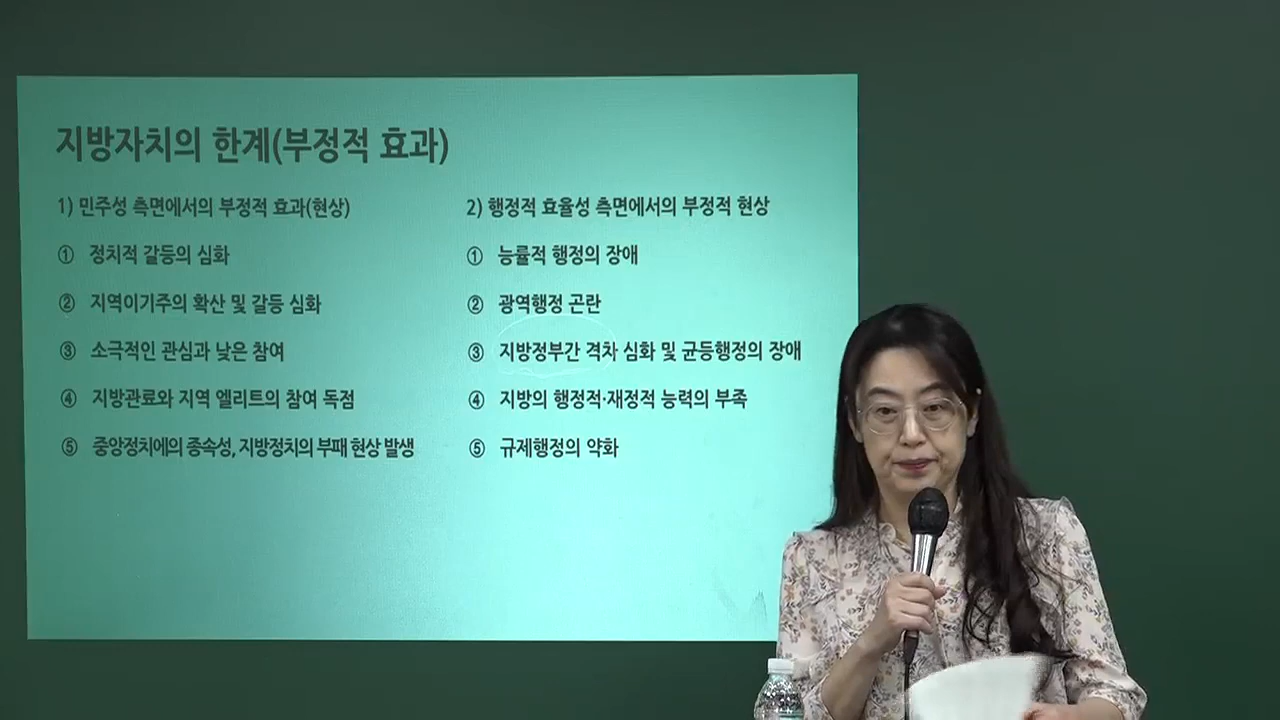 지방자치의 한계(부정적 효과)
1) 민주성 측면에서의 부정적 효과(현상)
① 정치적 갈등의 심화
② 지역이기주의 확산 및 갈등 심화
③ 소극적인 관심과 낮은 참여
④ 지방관료와 지역 엘리트의 참여 독점
⑤ 중앙정치에의 종속성, 지방정치의 부패 현상 발생
2) 행정적 효율성 측면에서의 부정적 현상
① 능률적 행정의 장애
② 광역행정 곤란
③ 지방정부간 격차 심화 및 균등행정의 장애
④ 지방의 행정적·재정적 능력의 부족
⑤ 규제행정의 약화